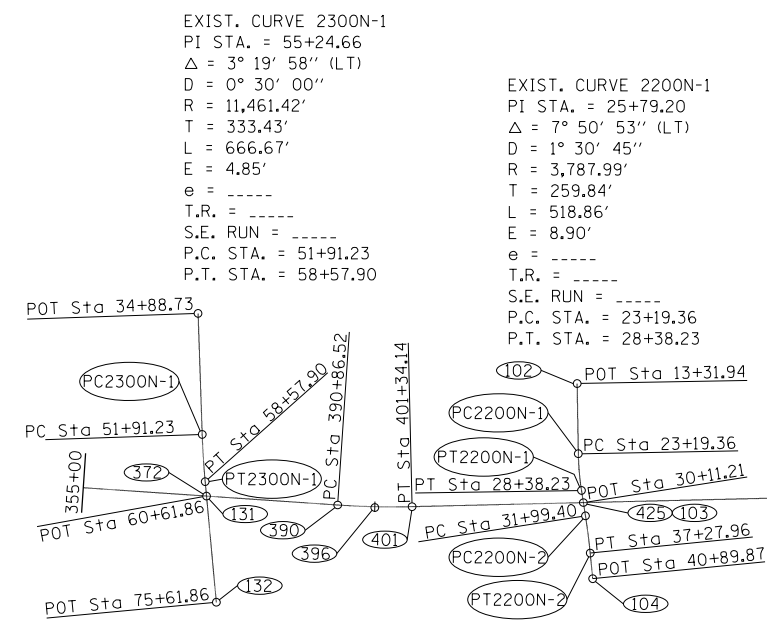 EXIST. CURVE 2300N-1
PI STA. = 55+24.66
Δ = 3° 19' 58'' (LT)
D = 0° 30' 00''
R = 11,461.42'
T = 333.43'
L = 666.67'
E = 4.85'
e = _____
T.R. = _____
S.E. RUN = _____
P.C. STA. = 51+91.23
P.T. STA. = 58+57.90
EXIST. CURVE 2200N-1
PI STA. = 25+79.20
Δ = 7° 50' 53'' (LT)
D = 1° 30' 45''
R = 3,787.99'
T = 259.84'
L = 518.86'
E = 8.90'
e = _____
T.R. = _____
S.E. RUN = _____
P.C. STA. = 23+19.36
P.T. STA. = 28+38.23
POT Sta 34+88.73
PC2300N-1
PC Sta 51+91.23
PT Sta 58+57.90
372
PT2300N-1
355+00
POT Sta 60+61.86
131
POT Sta 75+61.86
132
PC Sta 390+86.52
390
396
PT Sta 401+34.14
401
102
POT Sta 13+31.94
PC2200N-1
PC Sta 23+19.36
PT2200N-1
PT Sta 28+38.23
POT Sta 30+11.21
425
103
PC Sta 31+99.40
PC2200N-2
PT Sta 37+27.96
POT Sta 40+89.87
PT2200N-2
104